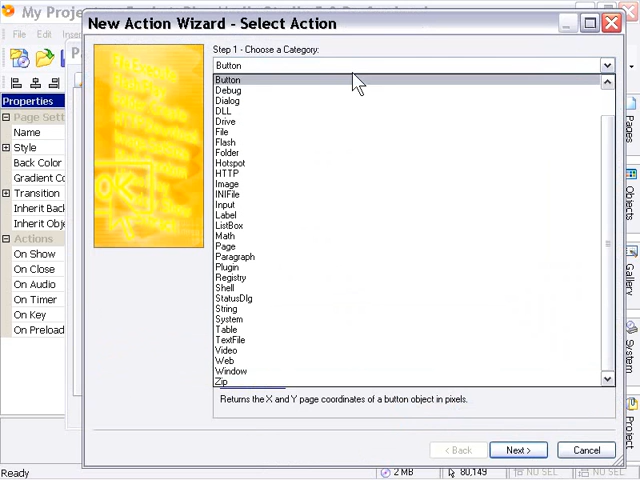 New Action Wizard - Select Action
File
Edit
Properties
Page Sett
Name
Style
Back Color
Gradient Co
Transition
Inherit Back
Inherit Obje
Actions
On Show
On Close
On Audio
On Timer
On Key
On Preload
Step 1 - Choose a Category:
Button
Button
Debug
Dialog
DLL
Drive
File
Flash
Folder
Hotspot
HTTP
Image
INIFile
Input
Label
ListBox
Math
Page
Paragraph
Plugin
Registry
Shell
StatusDlg
String
System
Table
TextFile
Video
Web
Window
Zip
Returns the X and Y page coordinates of a button object in pixels.
< Back
Next >
Cancel
Pages
Objects
Gallery
System
Project
Ready
2 MB
80,149
NO SEL
NO SEL